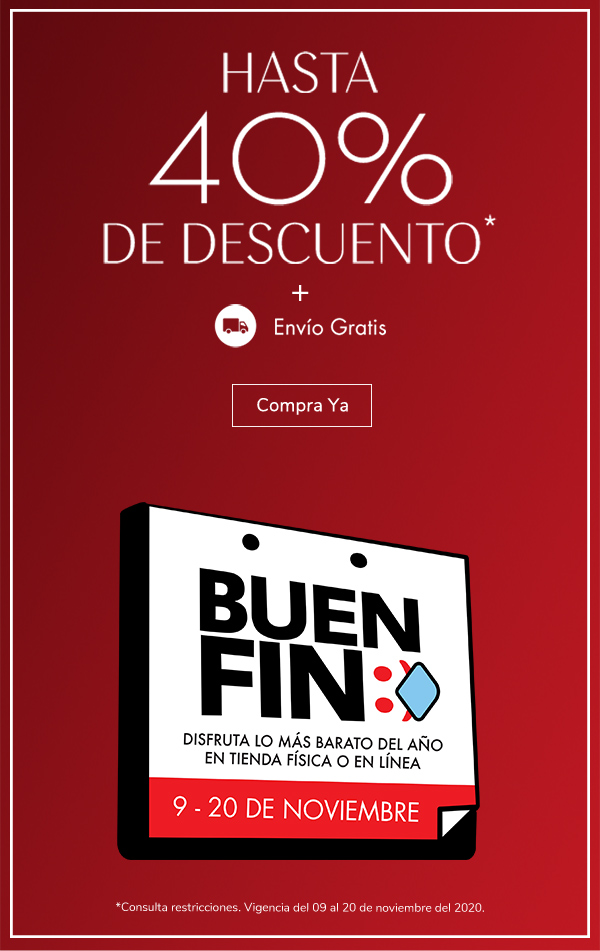 HASTA
40%
DE DESCUENTO*
+
Envío Gratis
Compra Ya
BUEN
FIN:)
DISFRUTA LO MÁS BARATO DEL AÑO
EN TIENDA FÍSICA O EN LÍNEA
9 - 20 DE NOVIEMBRE
*Consulta restricciones. Vigencia del 09 al 20 de noviembre del 2020.